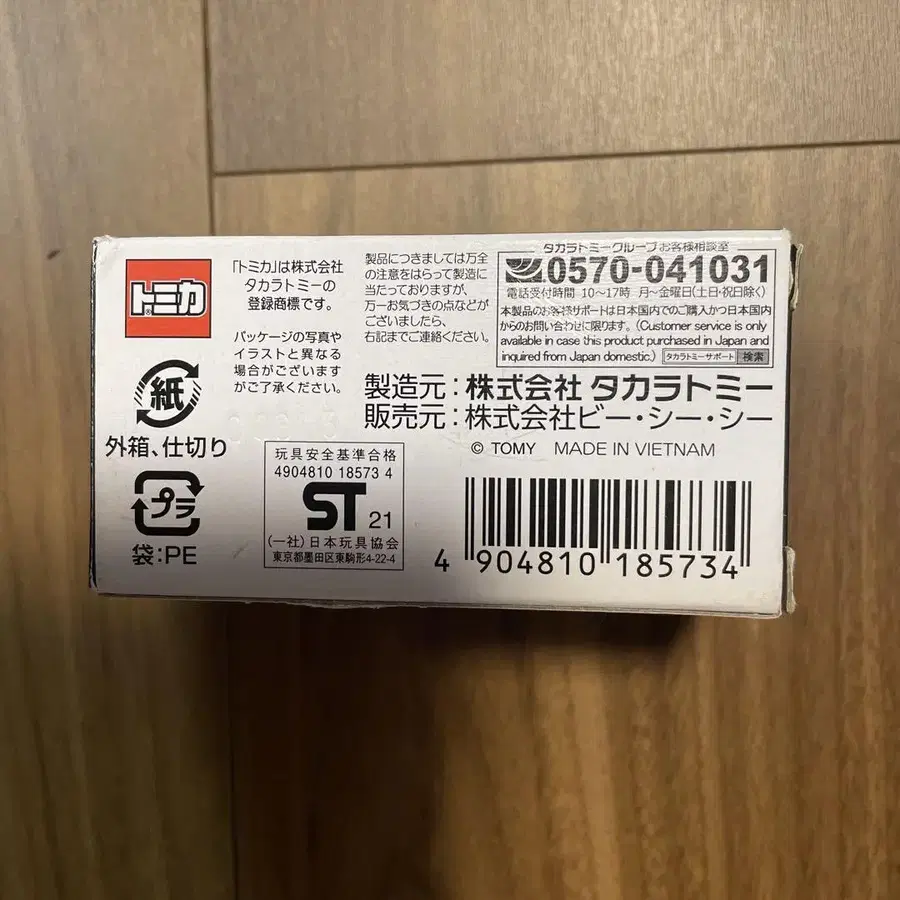 トミカ
®
「トミカ」は株式会社
タカラトミーの
登録商標です。
パッケージの写真や
イラストと異なる
場合がございます
がご了承ください。
製品につきましては万全
の注意をはらって製造に
当たっておりますが、
万一お気づきの点などが
ございましたら、
右記までご連絡ください。
タカラトミーグループお客様相談室
0570-041031
電話受付時間 10〜17時 月〜金曜日(土日・祝日除く)
本製品のお客様サポートは日本国内でのご購入かつ日本国内
からのお問い合わせに限ります。(Customer service is only
available in case this product purchased in Japan and
inquired from Japan domestic.) タカラトミーサポート 検索
製造元：株式会社 タカラトミー
販売元：株式会社ビー・シー・シー
© TOMY MADE IN VIETNAM
紙
外箱、仕切り
プラ
袋:PE
玩具安全基準合格
4904810 18573 4
ST 21
(一社)日本玩具協会
東京都墨田区東駒形4-22-4
4 904810 185734